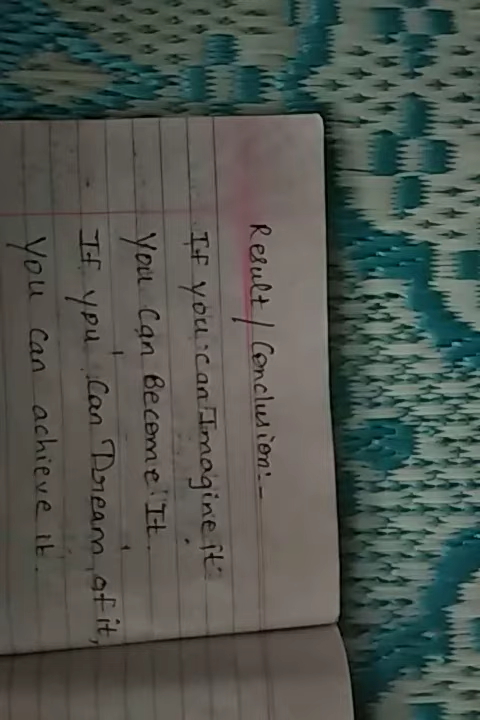 Result / Conclusion:-
If you can Imagine it
You Can Become It.
If you Can Dream of it,
You can achieve it.